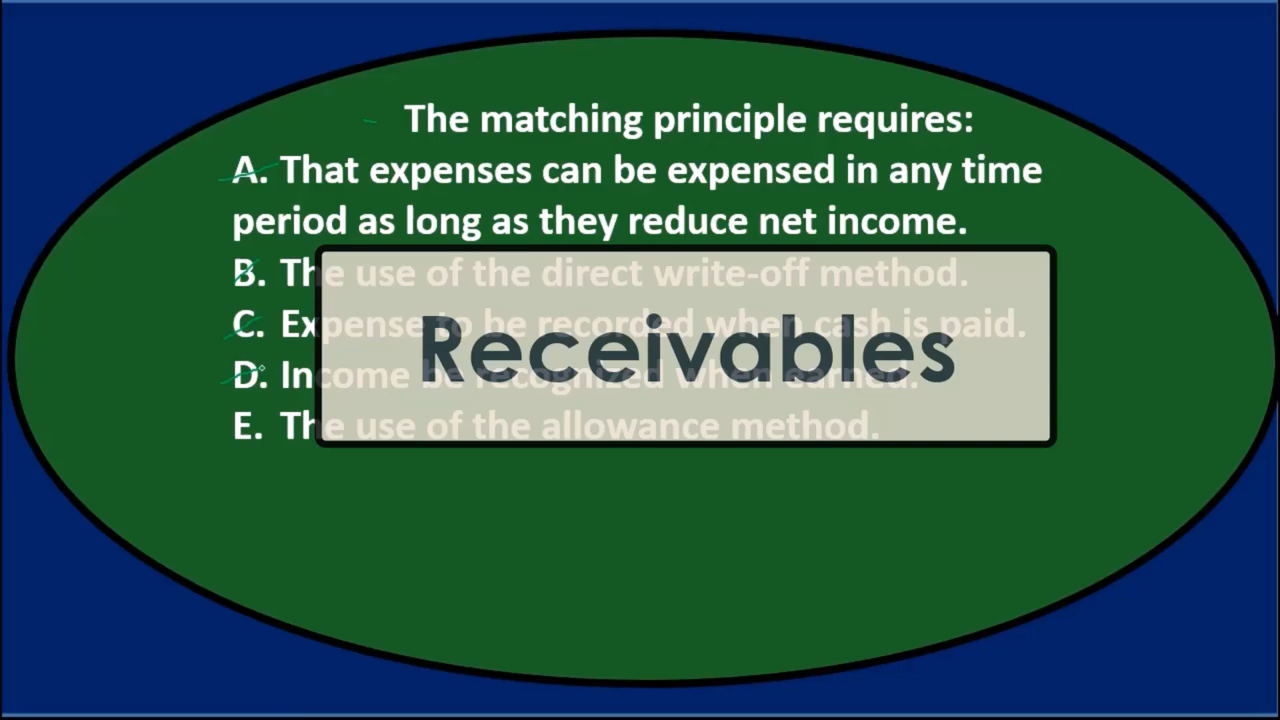 The matching principle requires:
A. That expenses can be expensed in any time
period as long as they reduce net income.
B. The use of the direct write-off method.
C. Expense to be recorded when cash is paid.
D. Income be recognized when earned.
E. The use of the allowance method.
Receivables